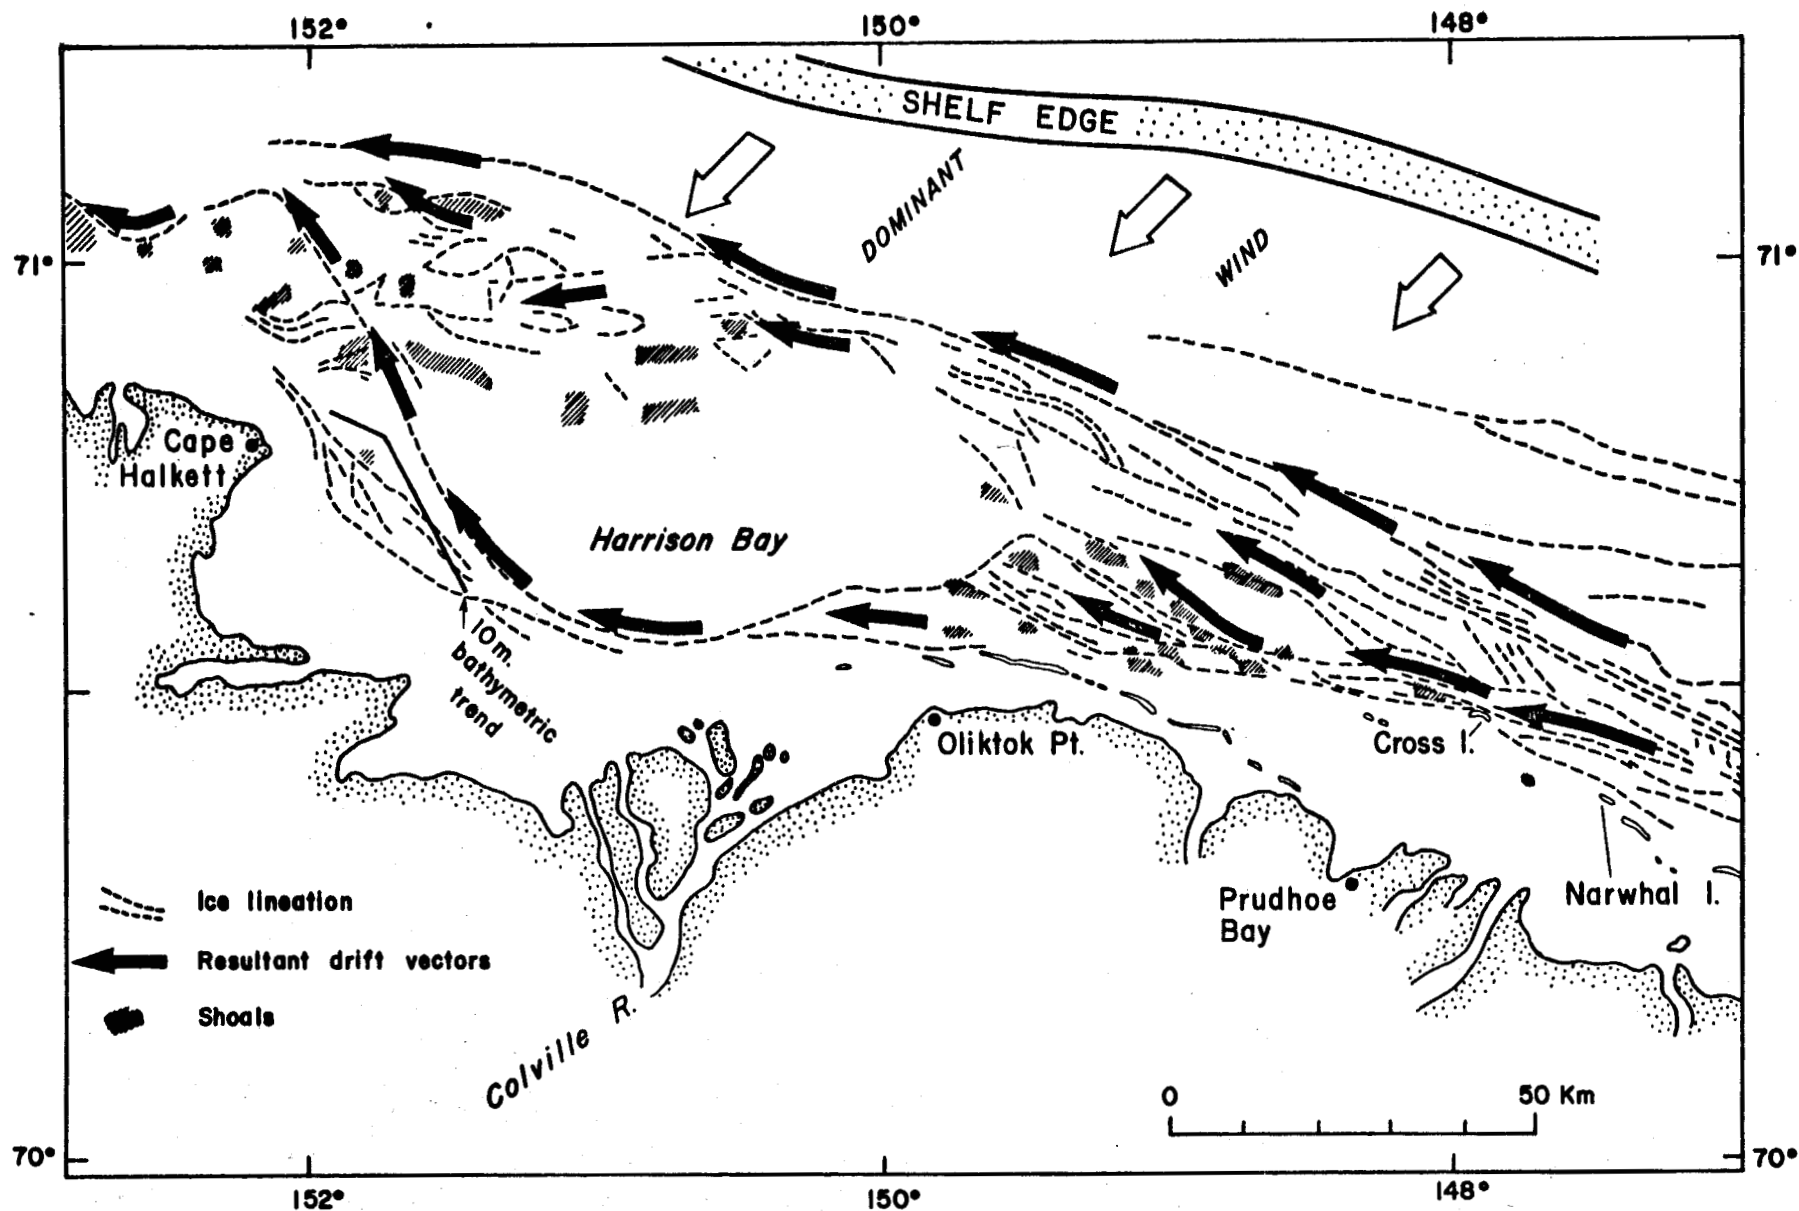 152°
150°
148°
SHELF EDGE
DOMINANT
WIND
71°
71°
Cape
Halkett
Harrison Bay
10 m.
bathymetric
trend
Oliktok Pt.
Cross I.
Prudhoe
Bay
Narwhal I.
Ice lineation
Resultant drift vectors
Shoals
Colville R.
0
50 Km
70°
70°
152°
150°
148°